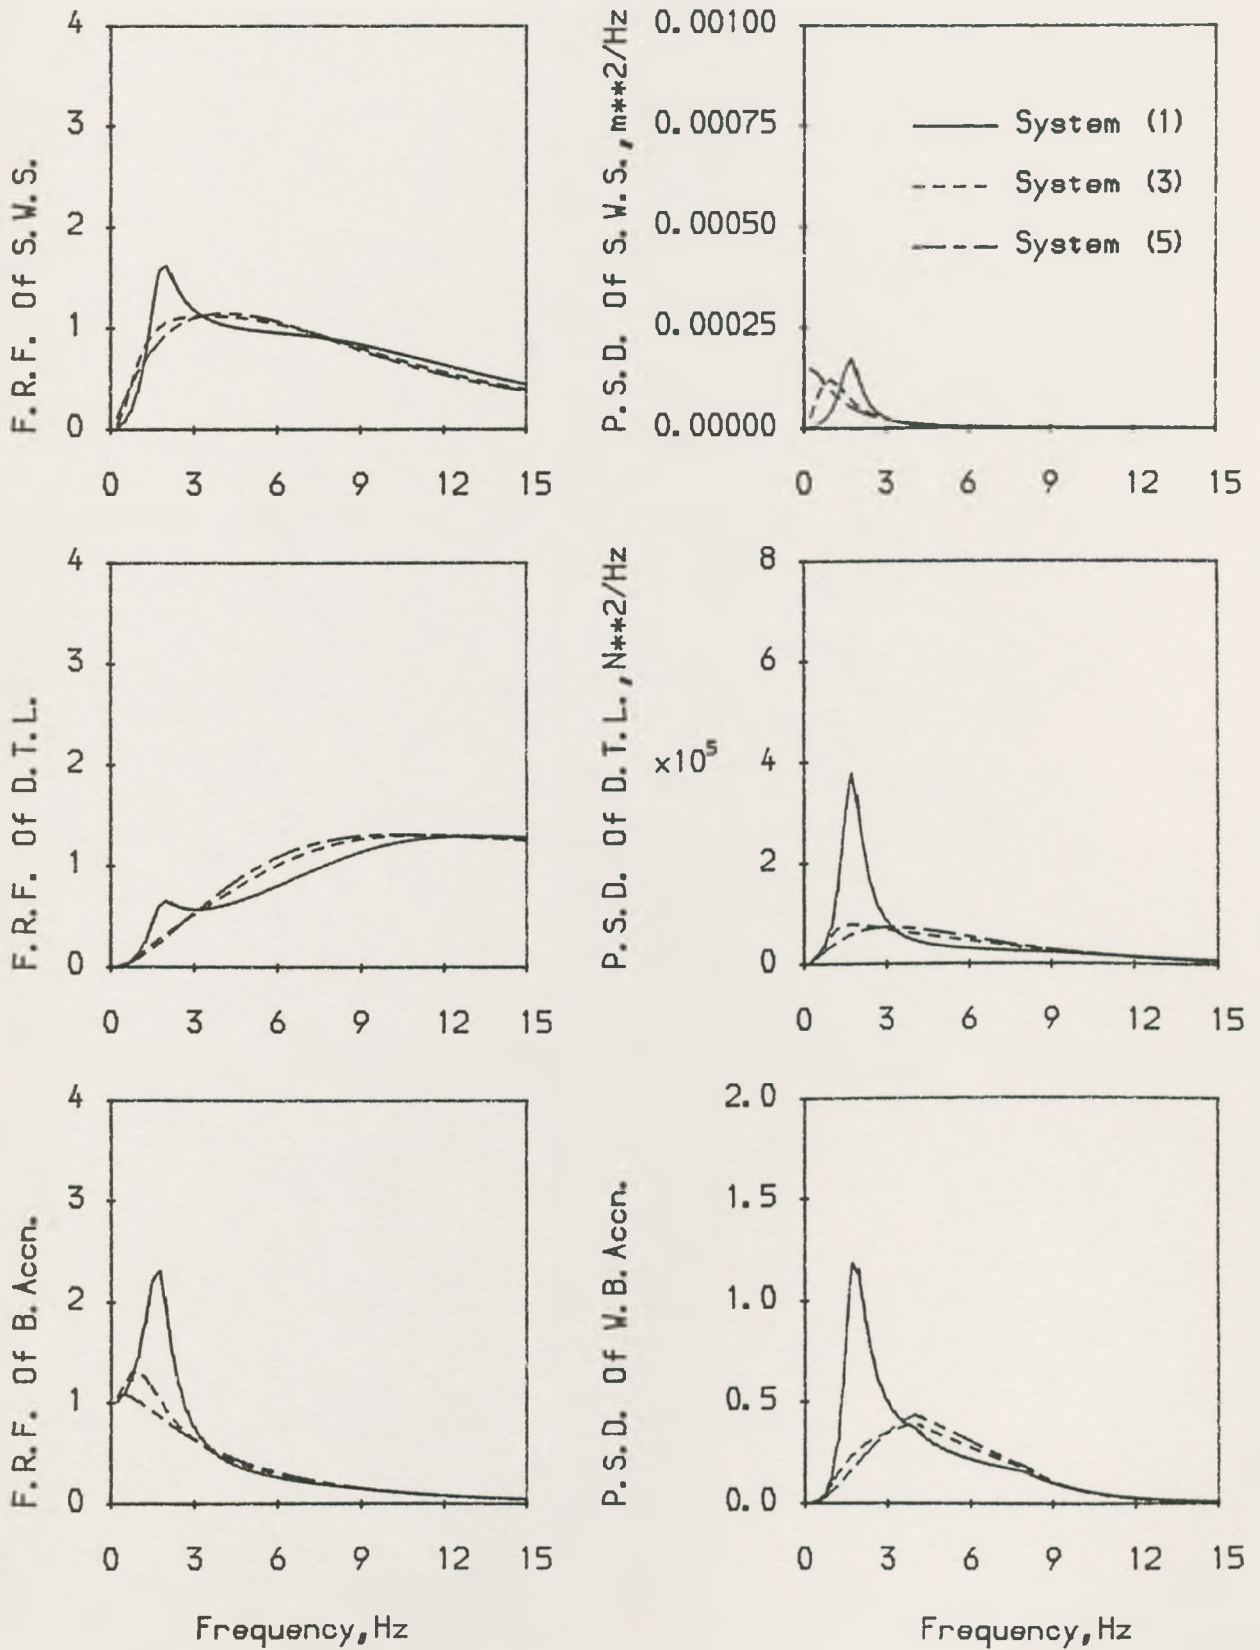 F.R.F. Of S.W.S.
4
3
2
1
0
0 3 6 9 12 15
P.S.D. Of S.W.S.,m**2/Hz
0.00100
0.00075
0.00050
0.00025
0.00000
System (1)
System (3)
System (5)
0 3 6 9 12 15
F.R.F. Of D.T.L.
4
3
2
1
0
0 3 6 9 12 15
P.S.D. Of D.T.L.,N**2/Hz
×10⁵
8
6
4
2
0
0 3 6 9 12 15
F.R.F. Of B.Accn.
4
3
2
1
0
0 3 6 9 12 15
Frequency,Hz
P.S.D. Of W.B.Accn.
2.0
1.5
1.0
0.5
0.0
0 3 6 9 12 15
Frequency,Hz